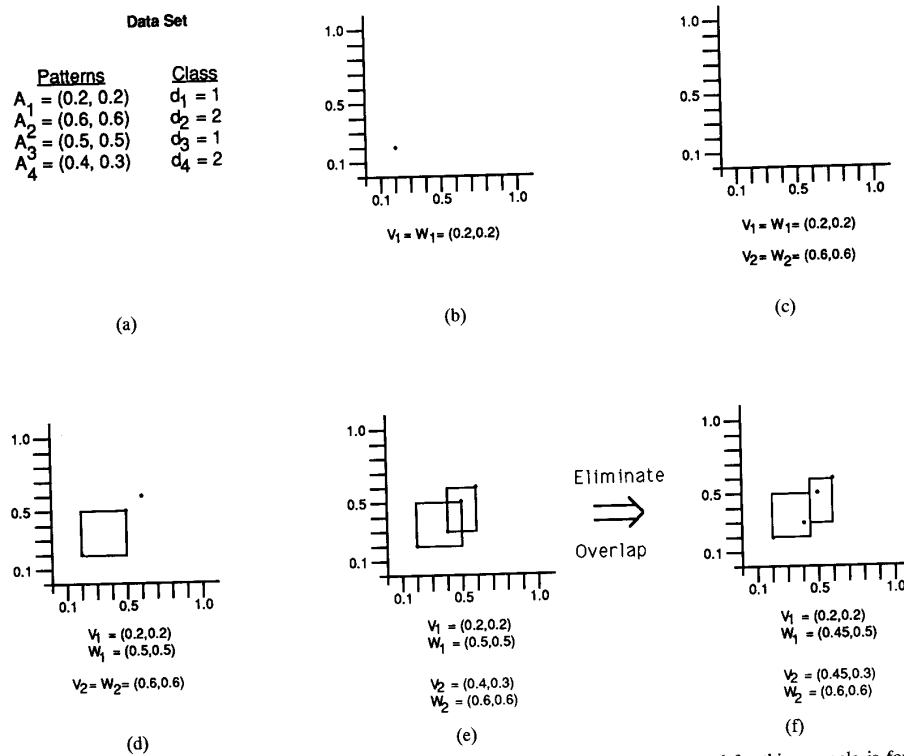 Data Set
Patterns Class
A1 = (0.2, 0.2) d1 = 1
A2 = (0.6, 0.6) d2 = 2
A3 = (0.5, 0.5) d3 = 1
A4 = (0.4, 0.3) d4 = 2
(a)
1.0
0.5
0.1
0.1 0.5 1.0
V1 = W1 = (0.2,0.2)
(b)
1.0
0.5
0.1
0.1 0.5 1.0
V1 = W1= (0.2,0.2)
V2= W2= (0.6,0.6)
(c)
1.0
0.5
0.1
0.1 0.5 1.0
V1 = (0.2,0.2)
W1 = (0.5,0.5)
V2= W2= (0.6,0.6)
(d)
1.0
0.5
0.1
0.1 0.5 1.0
V1 = (0.2,0.2)
W1 = (0.5,0.5)
V2 = (0.4,0.3)
W2 = (0.6,0.6)
(e)
Eliminate
Overlap
1.0
0.5
0.1
0.1 0.5 1.0
V1 = (0.2,0.2)
W1 = (0.45,0.5)
V2 = (0.45,0.3)
W2 = (0.6,0.6)
(f)